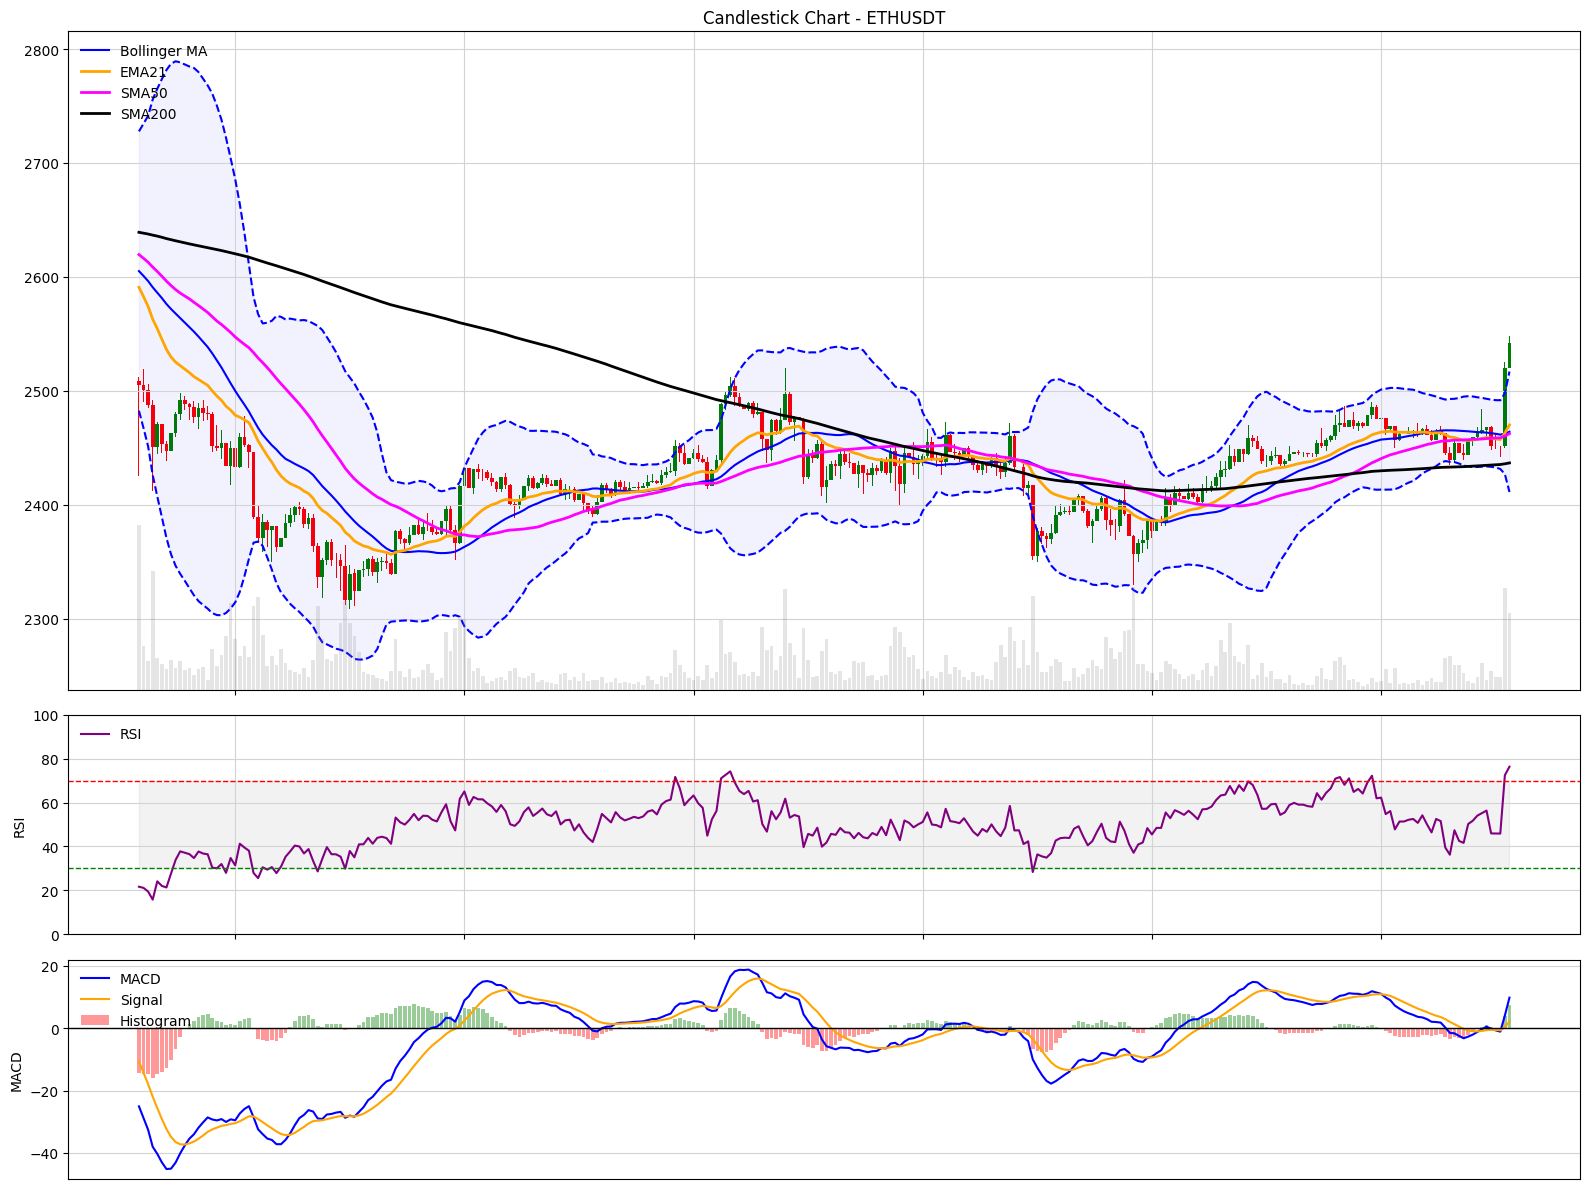 Candlestick Chart - ETHUSDT
2800
2700
2600
2500
2400
2300
Bollinger MA
EMA21
SMA50
SMA200
100
80
60
40
20
0
RSI
RSI
20
0
−20
−40
MACD
MACD
Signal
Histogram